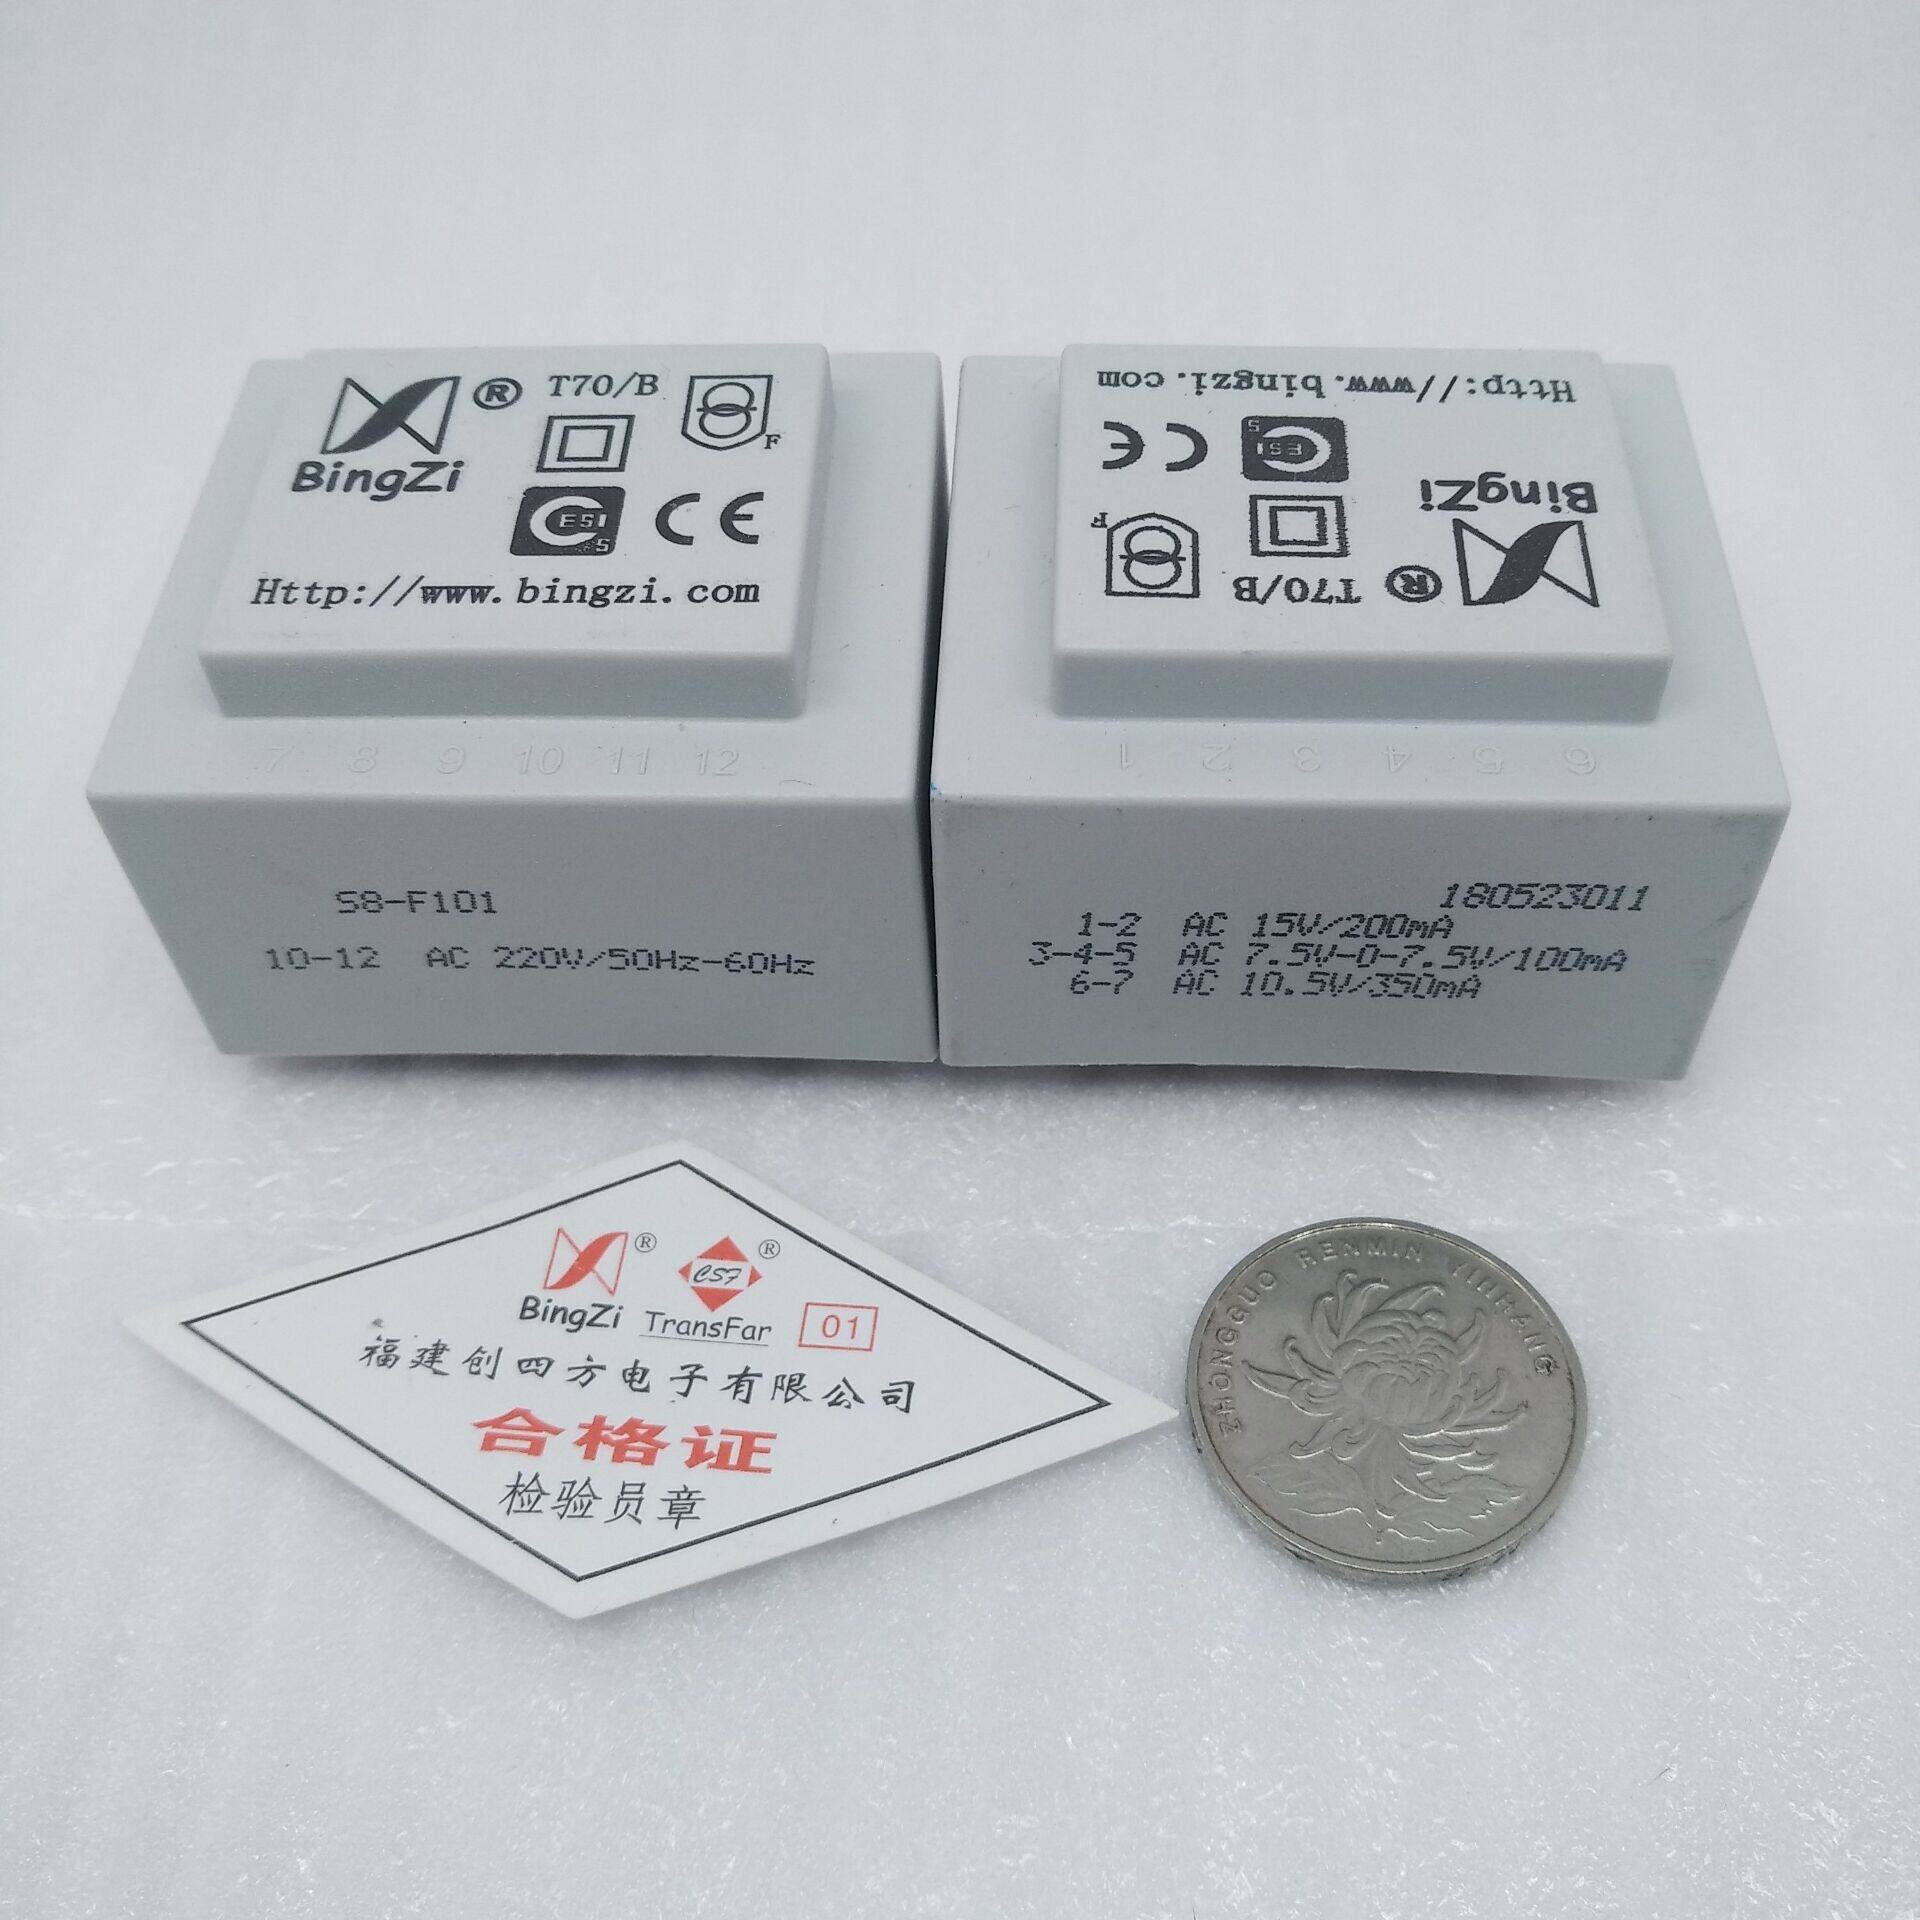 ® T70/B
F
BingZi
CESI
S
CE
Http://www.bingzi.com
7 8 9 10 11 12
S8-F101
10-12 AC 220V/50Hz-60Hz
® T70/B
F
BingZi
CESI
S
CE
Http://www.bingzi.com
1 2 3 4 5 6
180523011
1-2 AC 15V/200mA
3-4-5 AC 7.5V-0-7.5V/100mA
6-7 AC 10.5V/350mA
® CSF ®
BingZi TransFar 01
福建创四方电子有限公司
合格证
检验员章
ZHONGGUO RENMIN YINHANG